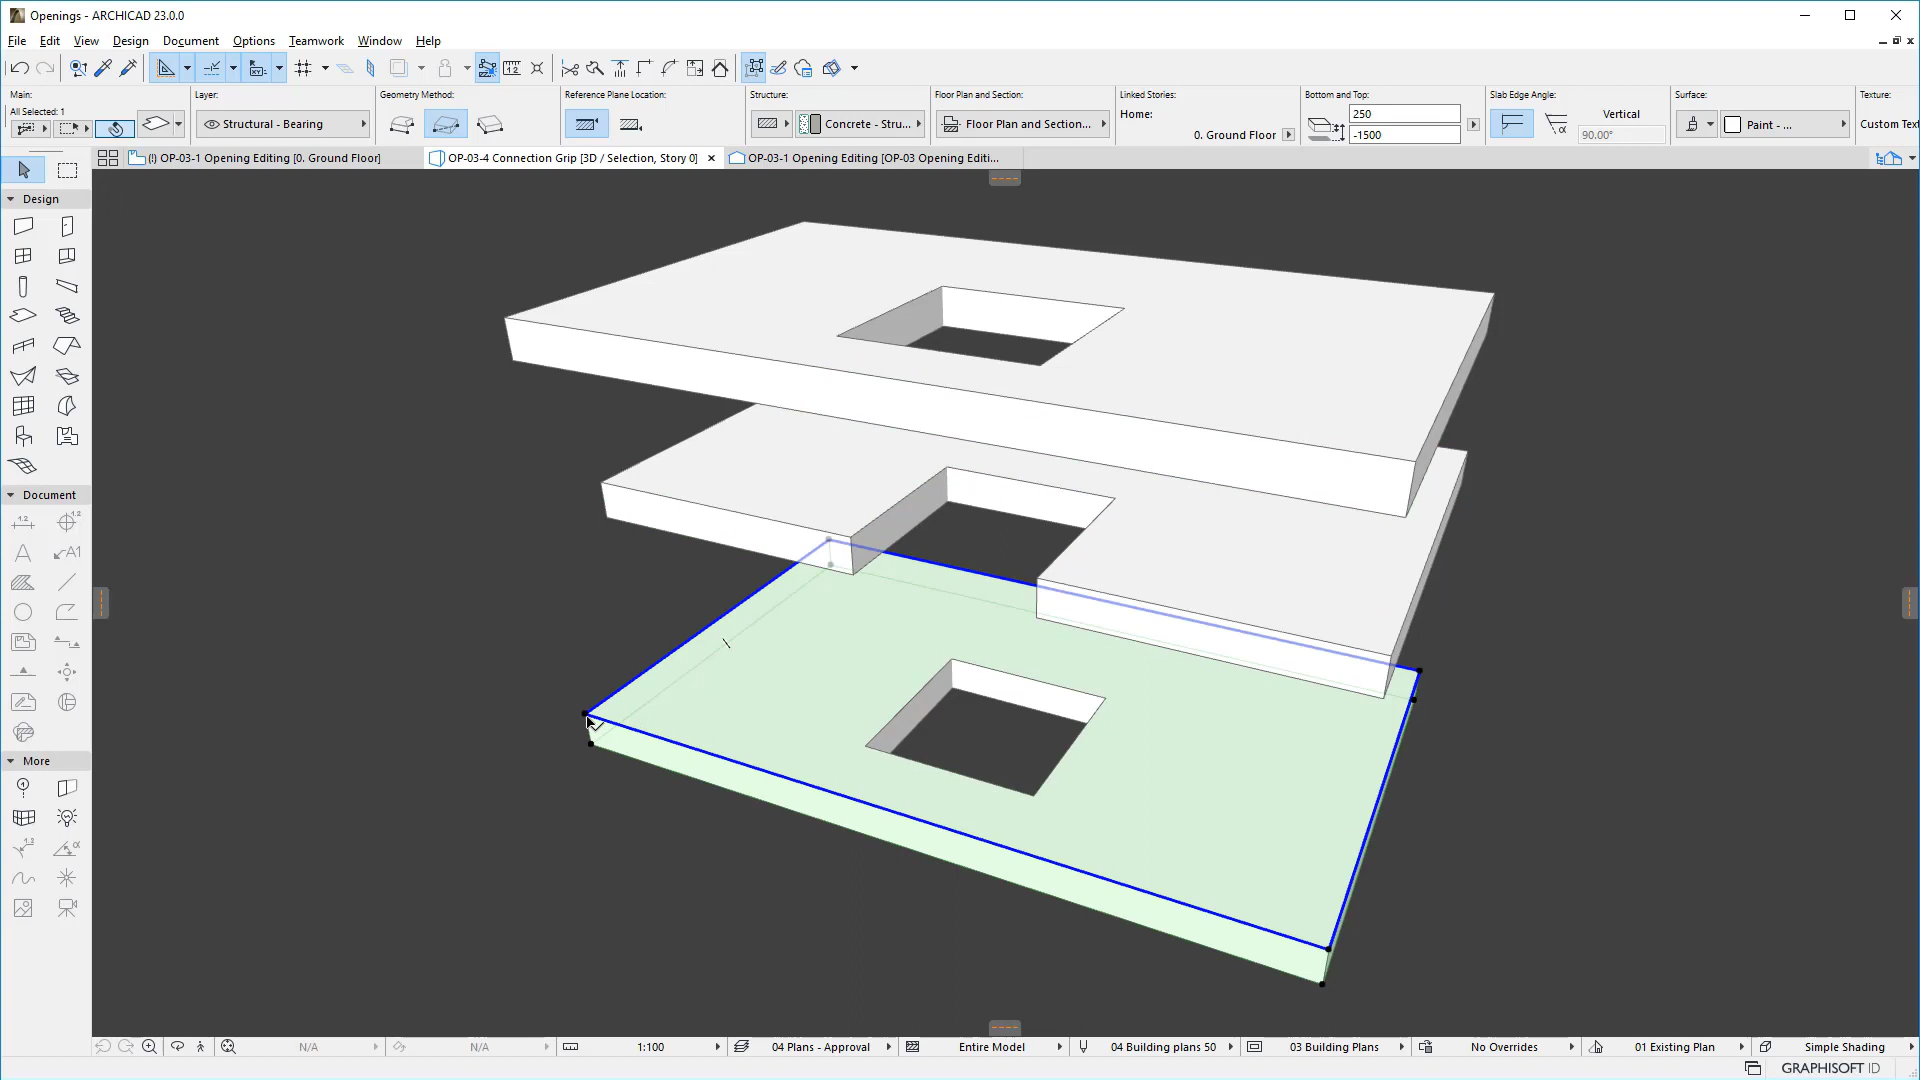 Openings - ARCHICAD 23.0.0
File Edit View Design Document Options Teamwork Window Help
Main:
All Selected: 1
Layer:
Structural - Bearing
Geometry Method:
Reference Plane Location:
Structure:
Concrete - Stru...
Floor Plan and Section:
Floor Plan and Section...
Linked Stories:
Home:
0. Ground Floor
Bottom and Top:
250
-1500
Slab Edge Angle:
Vertical
90.00°
Surface:
Paint - ...
Texture:
Custom Text
(!) OP-03-1 Opening Editing [0. Ground Floor]
OP-03-4 Connection Grip [3D / Selection, Story 0]
OP-03-1 Opening Editing [OP-03 Opening Editi...
Design
Document
More
N/A
N/A
1:100
04 Plans - Approval
Entire Model
04 Building plans 50
03 Building Plans
No Overrides
01 Existing Plan
Simple Shading
GRAPHISOFT ID